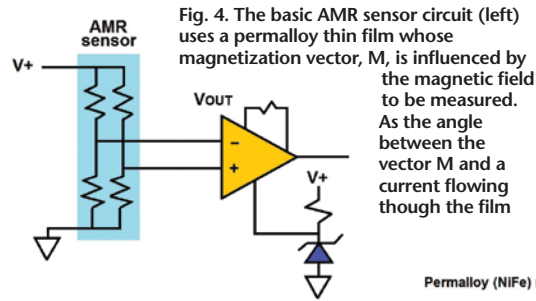 Fig. 4. The basic AMR sensor circuit (left)
uses a permalloy thin film whose
magnetization vector, M, is influenced by
the magnetic field
to be measured.
As the angle
between the
vector M and a
current flowing
though the film
AMR
sensor
V+
VOUT
−
+
V+
Permalloy (NiFe)